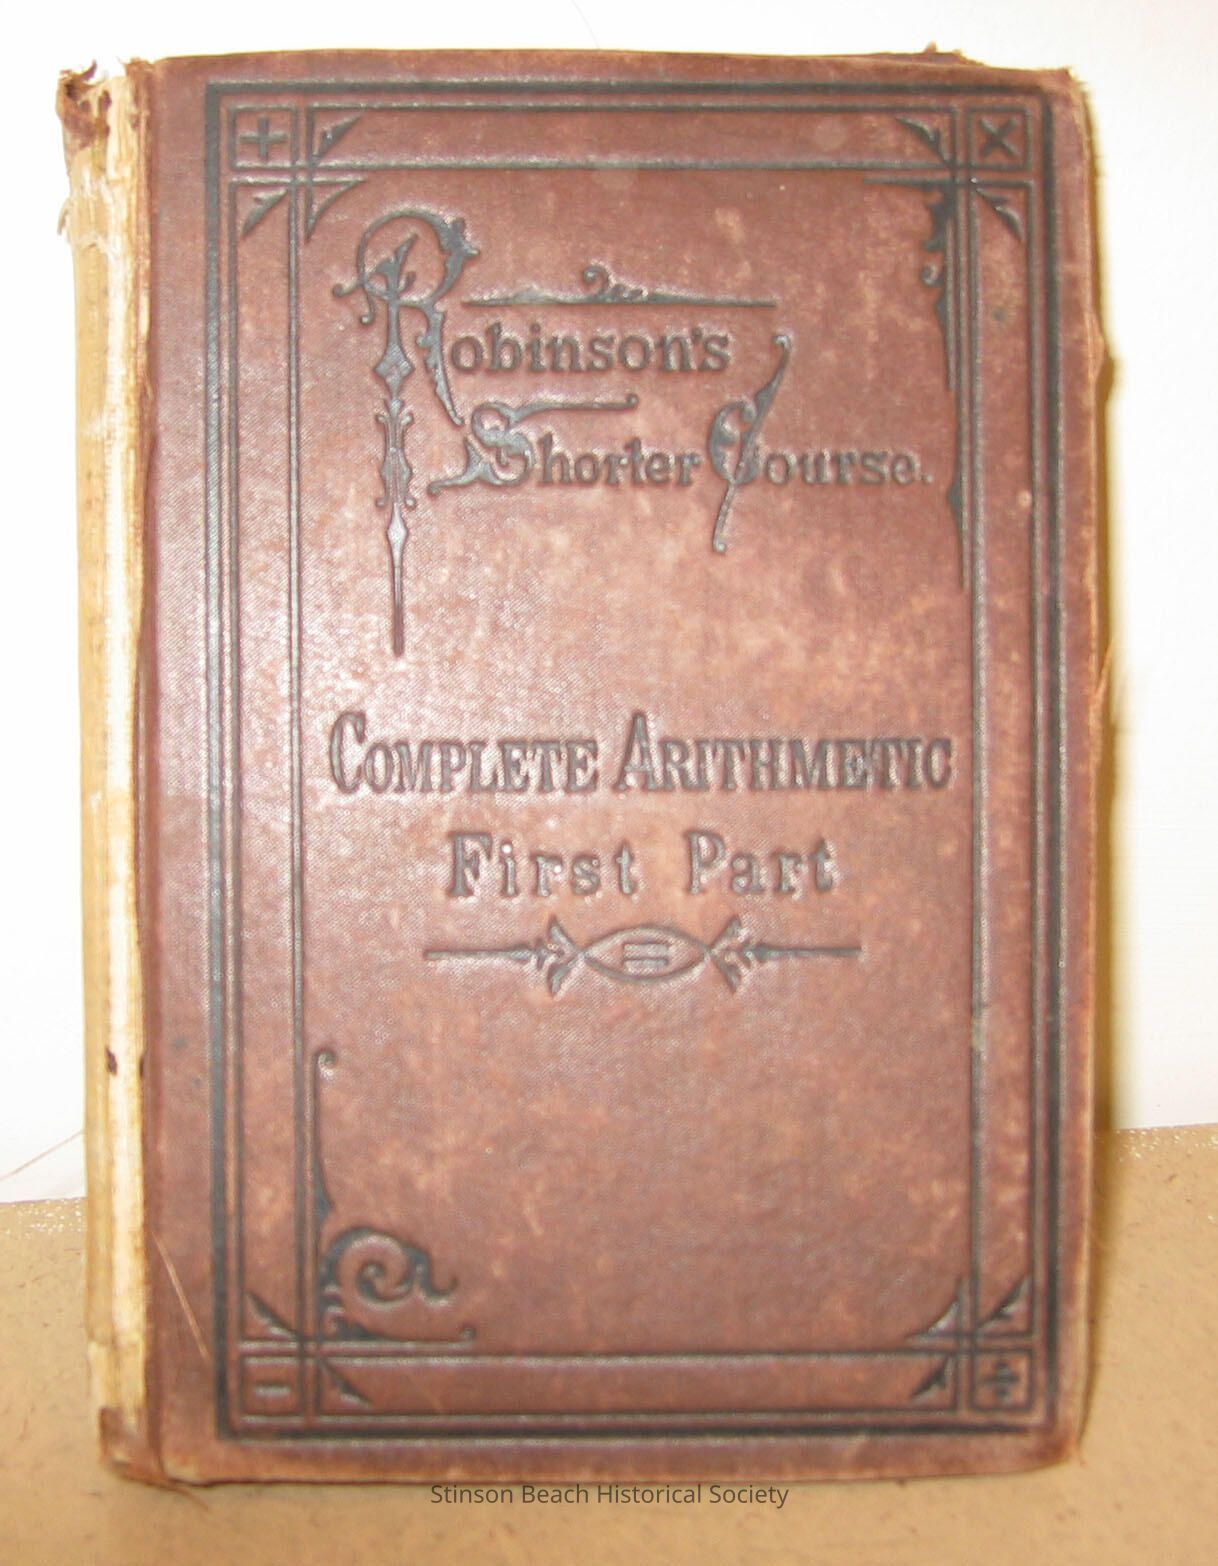 + ×
Robinson's
Shorter Course.
COMPLETE ARITHMETIC
First Part
=
- ÷
Stinson Beach Historical Society